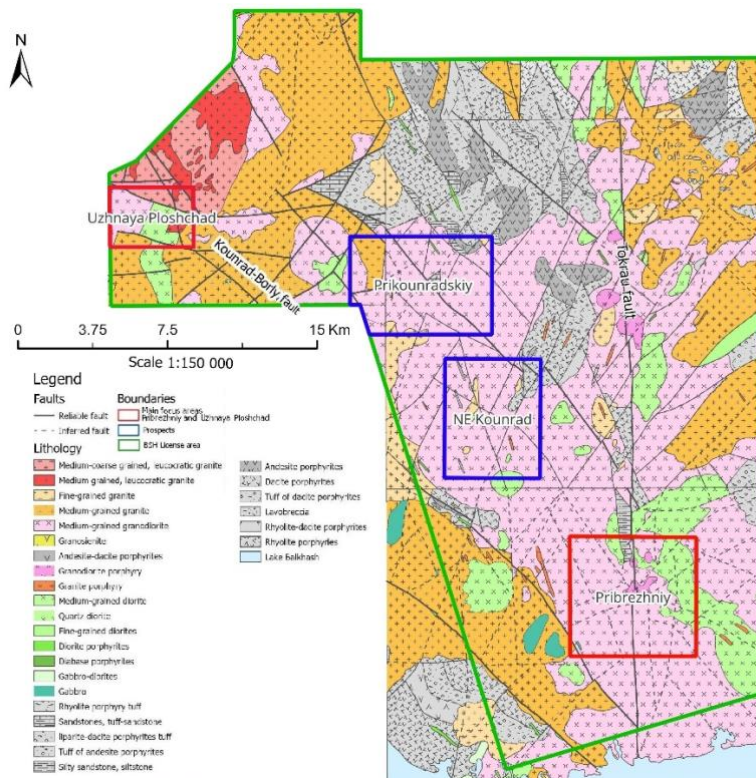 N
Uzhnaya Ploshchad
Kounrad-Borly fault
Prikounradskiy
Tokrau fault
NE Kounrad
Pribrezhniy
0 3.75 7.5 15 Km
Scale 1:150 000
Legend
Faults
Reliable fault
Inferred fault
Boundaries
Main focus areas
Pribrezhniy and Uzhnaya Ploshchad
Prospects
BSH License area
Lithology
Medium-coarse grained, leucocratic granite
Medium grained, leucocratic granite
Fine-grained granite
Medium-grained granite
Medium-grained granodiorite
Granosienite
Andesite-dacite porphyrites
Granodiorite porphyry
Granite porphyry
Medium-grained diorite
Quartz diorite
Fine-grained diorites
Diorite porphyrites
Diabase porphyrites
Gabbro-diorites
Gabbro
Rhyolite porphyry tuff
Sandstones, tuff-sandstone
liparite-dacite porphyrites tuff
Tuff of andesite porphyrites
Silty sandstone, siltstone
Andesite porphyrites
Dacite porphyrites
Tuff of dacite porphyrites
Lavobreccia
Rhyolite-dacite porphyrites
Rhyolite porphyries
Lake Balkhash